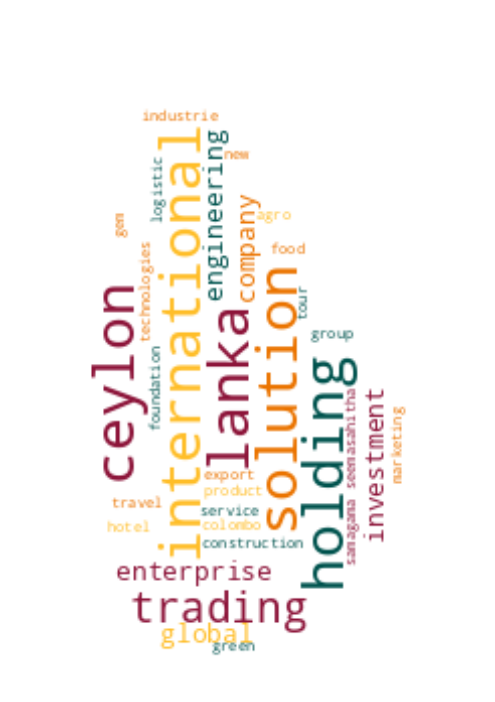 industrie
international
logistic
engineering
new
gem
company
agro
technologies
food
ceylon
lanka
solution
tour
group
foundation
holding
investment
samagama seemasahitha
marketing
export
product
travel
service
hotel
colombo
construction
enterprise
trading
global
green